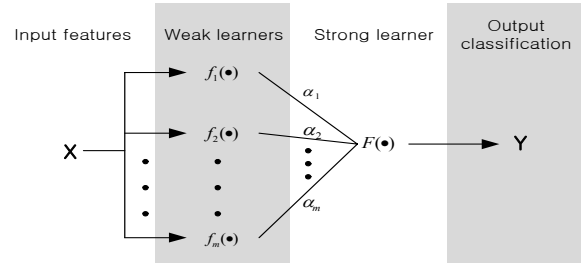 Input features
Weak learners
Strong learner
Output
classification
f₁(•)
α₁
f₂(•)
α₂
X
F(•)
Y
αₘ
fₘ(•)